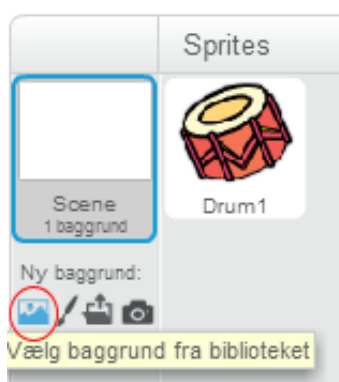 Sprites
Scene
1 baggrund
Drum1
Ny baggrund:
Vælg baggrund fra biblioteket